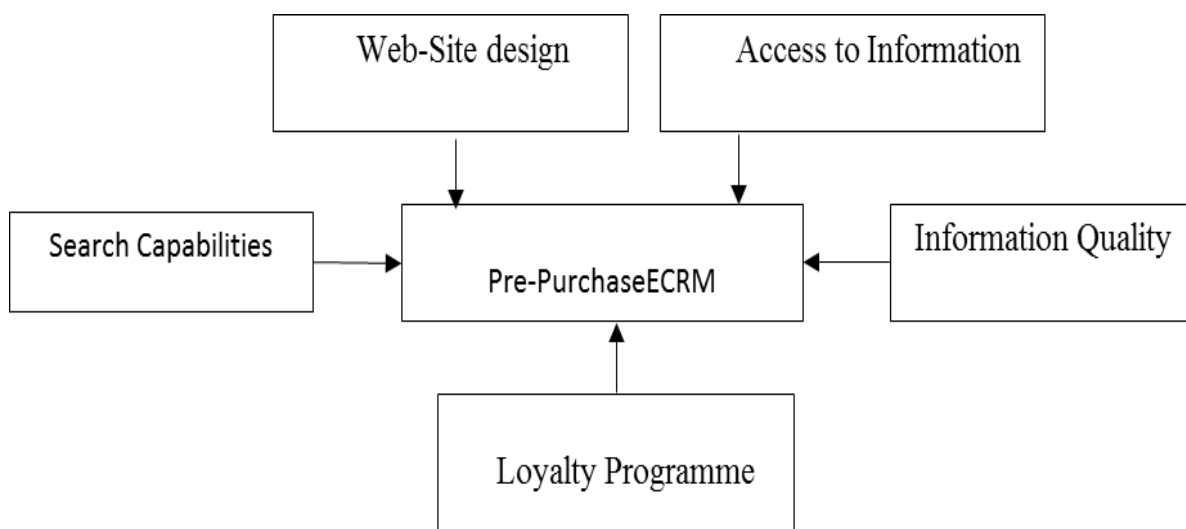 Web-Site design
Access to Information
Search Capabilities
Pre-PurchaseECRM
Information Quality
Loyalty Programme